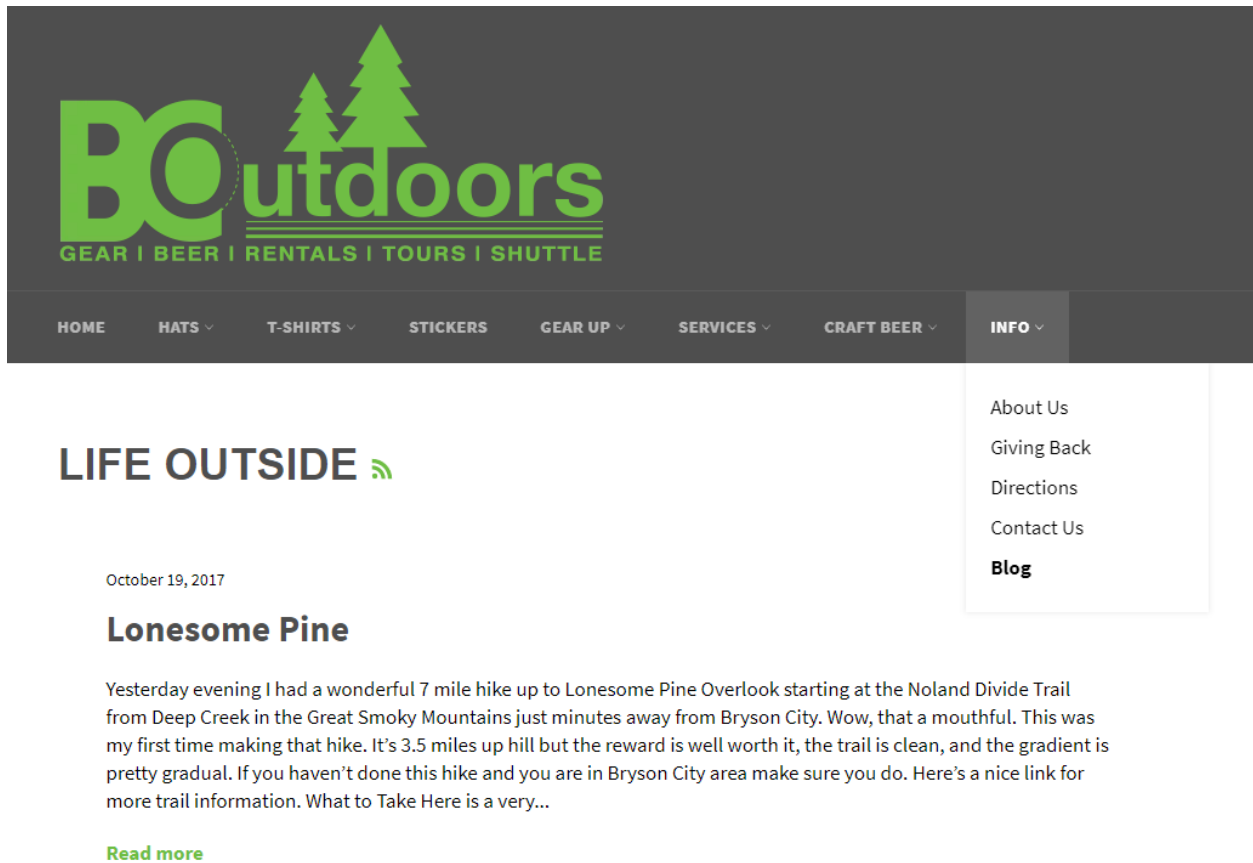 BC Outdoors
GEAR | BEER | RENTALS | TOURS | SHUTTLE
HOME HATS T-SHIRTS STICKERS GEAR UP SERVICES CRAFT BEER INFO
About Us
Giving Back
Directions
Contact Us
Blog
LIFE OUTSIDE
October 19, 2017
Lonesome Pine
Yesterday evening I had a wonderful 7 mile hike up to Lonesome Pine Overlook starting at the Noland Divide Trail
from Deep Creek in the Great Smoky Mountains just minutes away from Bryson City. Wow, that a mouthful. This was
my first time making that hike. It’s 3.5 miles up hill but the reward is well worth it, the trail is clean, and the gradient is
pretty gradual. If you haven’t done this hike and you are in Bryson City area make sure you do. Here’s a nice link for
more trail information. What to Take Here is a very...
Read more